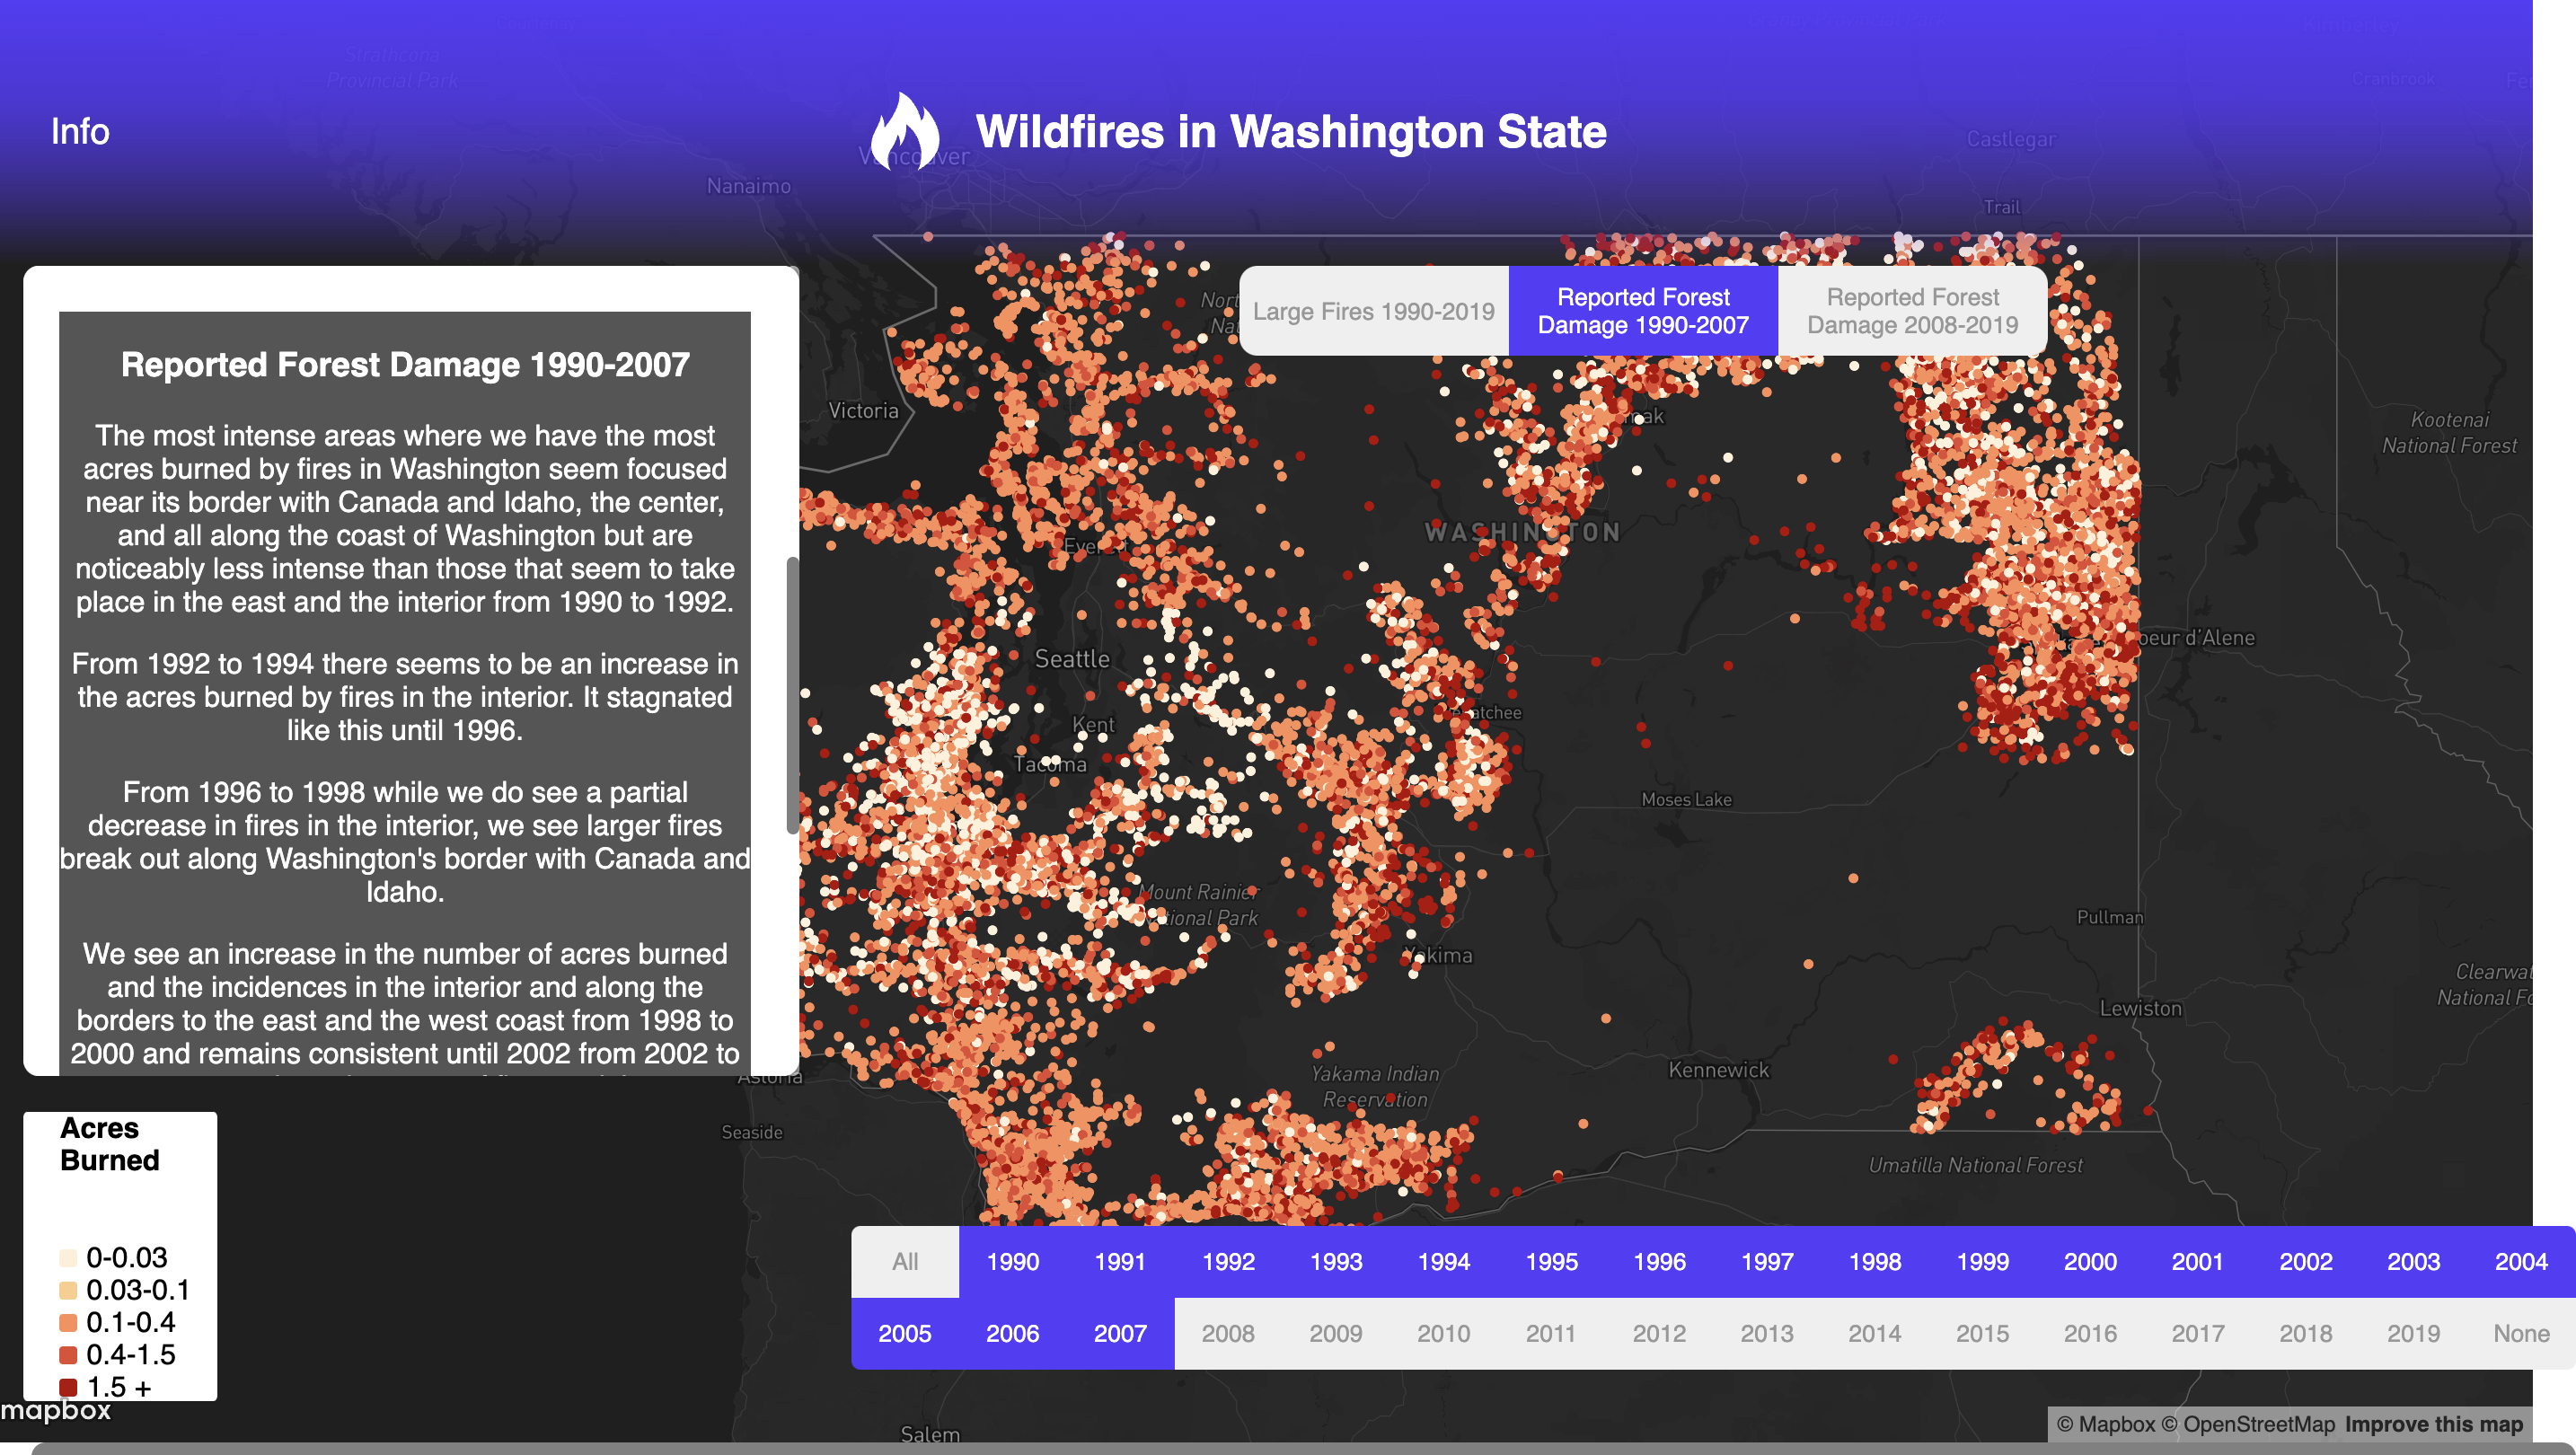 Strathcona
Provincial Park
Info
Wildfires in Washington State
Vancouver
Nanaimo
Castlegar
Cranbrook
Trail
Large Fires 1990-2019
Reported Forest
Damage 1990-2007
Reported Forest
Damage 2008-2019
Reported Forest Damage 1990-2007
The most intense areas where we have the most
acres burned by fires in Washington seem focused
near its border with Canada and Idaho, the center,
and all along the coast of Washington but are
noticeably less intense than those that seem to take
place in the east and the interior from 1990 to 1992.
From 1992 to 1994 there seems to be an increase in
the acres burned by fires in the interior. It stagnated
like this until 1996.
From 1996 to 1998 while we do see a partial
decrease in fires in the interior, we see larger fires
break out along Washington's border with Canada and
Idaho.
We see an increase in the number of acres burned
and the incidences in the interior and along the
borders to the east and the west coast from 1998 to
2000 and remains consistent until 2002 from 2002 to
Victoria
Kootenai
National Forest
WASHINGTON
Everett
Seattle
Kent
Tacoma
Moses Lake
Mount Rainier
National Park
Yakima
Pullman
Lewiston
Yakama Indian
Reservation
Kennewick
Umatilla National Forest
Astoria
Seaside
Salem
Acres
Burned
0-0.03
0.03-0.1
0.1-0.4
0.4-1.5
1.5 +
mapbox
All 1990 1991 1992 1993 1994 1995 1996 1997 1998 1999 2000 2001 2002 2003 2004
2005 2006 2007 2008 2009 2010 2011 2012 2013 2014 2015 2016 2017 2018 2019 None
© Mapbox © OpenStreetMap Improve this map